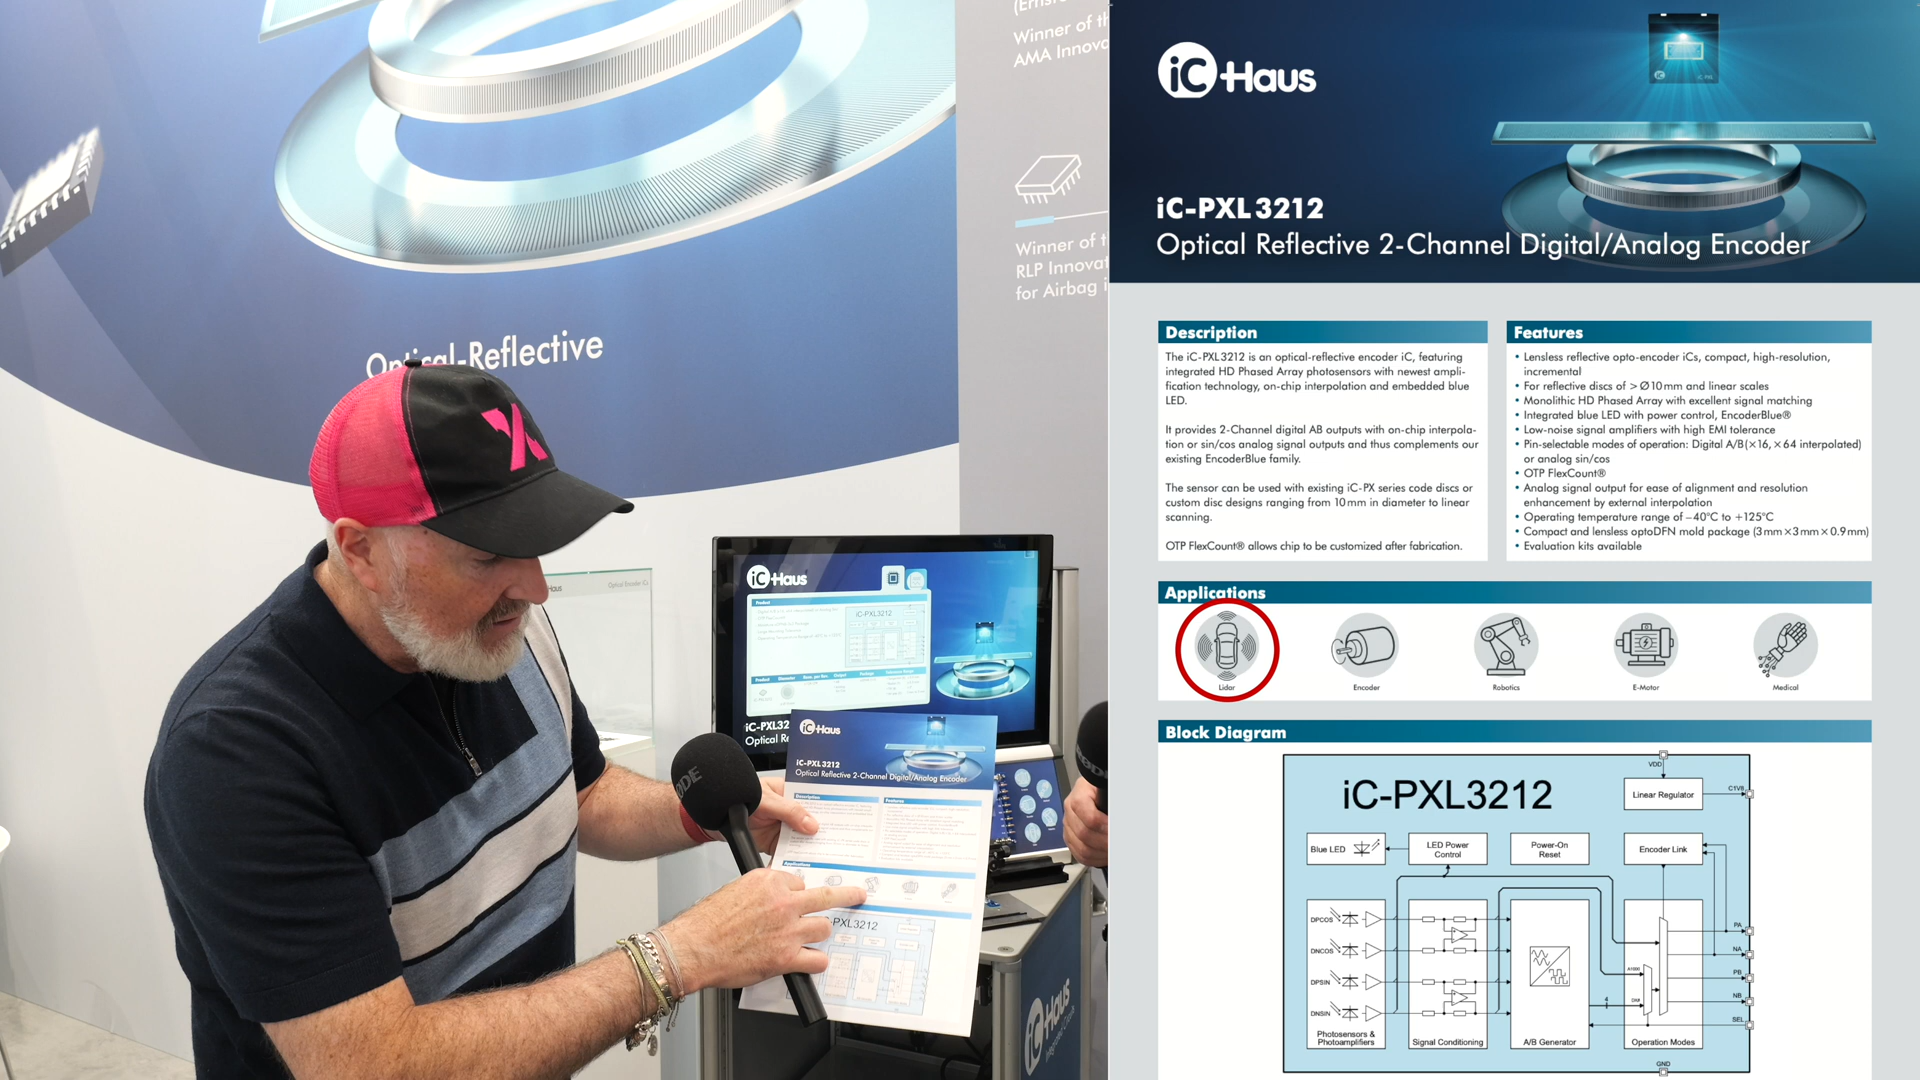 Winner of
AMA Innova
Winner of
RLP Innovat
for Airbag i
Optical-Reflective
iC Haus
iC-PXL3212
Product
iC-PXL32
Optical Re
iC Haus
iC-PXL3212
Optical Reflective 2-Channel Digital/Analog Encoder
Description
Features
Applications
-PXL3212
iC Haus
iC Haus
iC-PXL3212
Optical Reflective 2-Channel Digital/Analog Encoder
Description
The iC-PXL3212 is an optical-reflective encoder iC, featuring
integrated HD Phased Array photosensors with newest ampli-
fication technology, on-chip interpolation and embedded blue
LED.
It provides 2-Channel digital AB outputs with on-chip interpola-
tion or sin/cos analog signal outputs and thus complements our
existing EncoderBlue family.
The sensor can be used with existing iC-PX series code discs or
custom disc designs ranging from 10mm in diameter to linear
scanning.
OTP FlexCount® allows chip to be customized after fabrication.
Features
• Lensless reflective opto-encoder iCs, compact, high-resolution,
incremental
• For reflective discs of > Ø10mm and linear scales
• Monolithic HD Phased Array with excellent signal matching
• Integrated blue LED with power control, EncoderBlue®
• Low-noise signal amplifiers with high EMI tolerance
• Pin-selectable modes of operation: Digital A/B (×16, ×64 interpolated)
or analog sin/cos
• OTP FlexCount®
• Analog signal output for ease of alignment and resolution
enhancement by external interpolation
• Operating temperature range of –40°C to +125°C
• Compact and lensless optoDFN mold package (3mm×3mm×0.9mm)
• Evaluation kits available
Applications
Lidar
Encoder
Robotics
E-Motor
Medical
Block Diagram
iC-PXL3212
VDD
Linear Regulator
C1V8
Blue LED
LED Power
Control
Power-On
Reset
Encoder Link
DPCOS
DNCOS
DPSIN
DNSIN
PA
NA
PB
NB
SEL
4
Photosensors &
Photoamplifiers
Signal Conditioning
A/B Generator
Operation Modes
GND